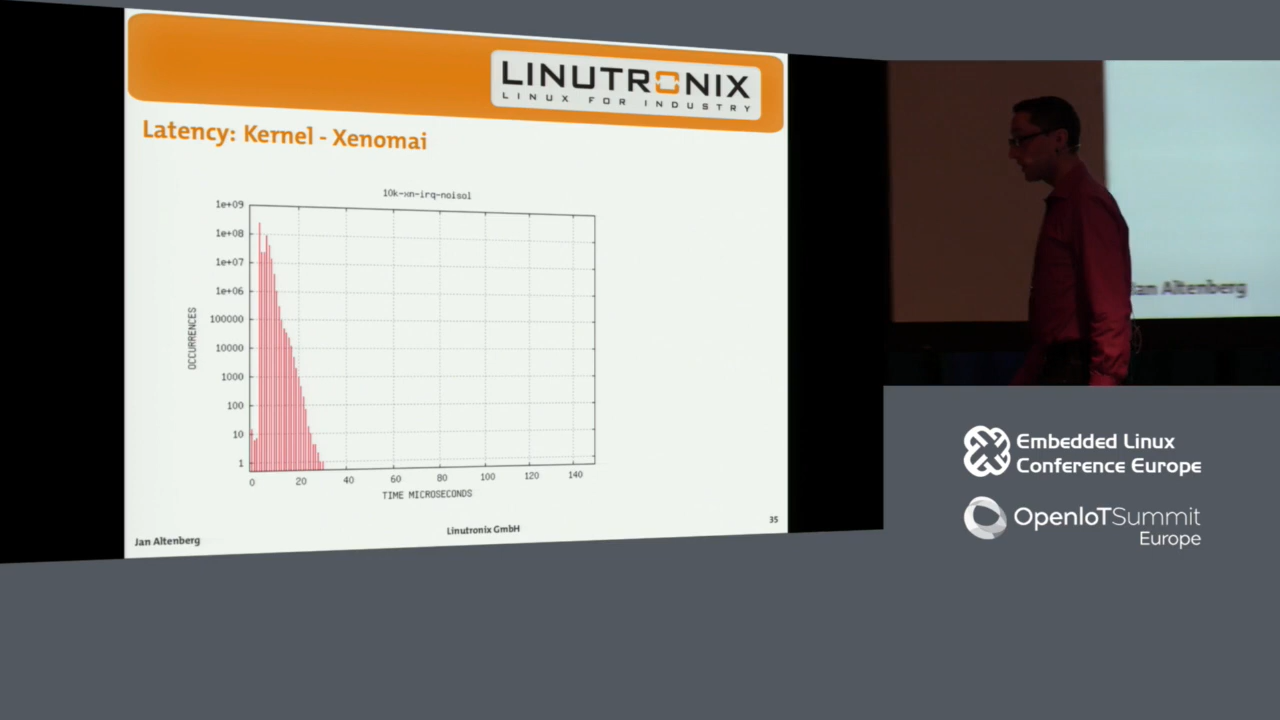 LINUTRONIX
LINUX FOR INDUSTRY
Latency: Kernel - Xenomai
10k-xn-irq-noisol
1e+09
1e+08
1e+07
1e+06
100000
10000
1000
100
10
1
OCCURRENCES
0 20 40 60 80 100 120 140
TIME MICROSECONDS
Jan Altenberg
Linutronix GmbH
35
Jan Altenberg
Embedded Linux
Conference Europe
OpenIoTSummit
Europe